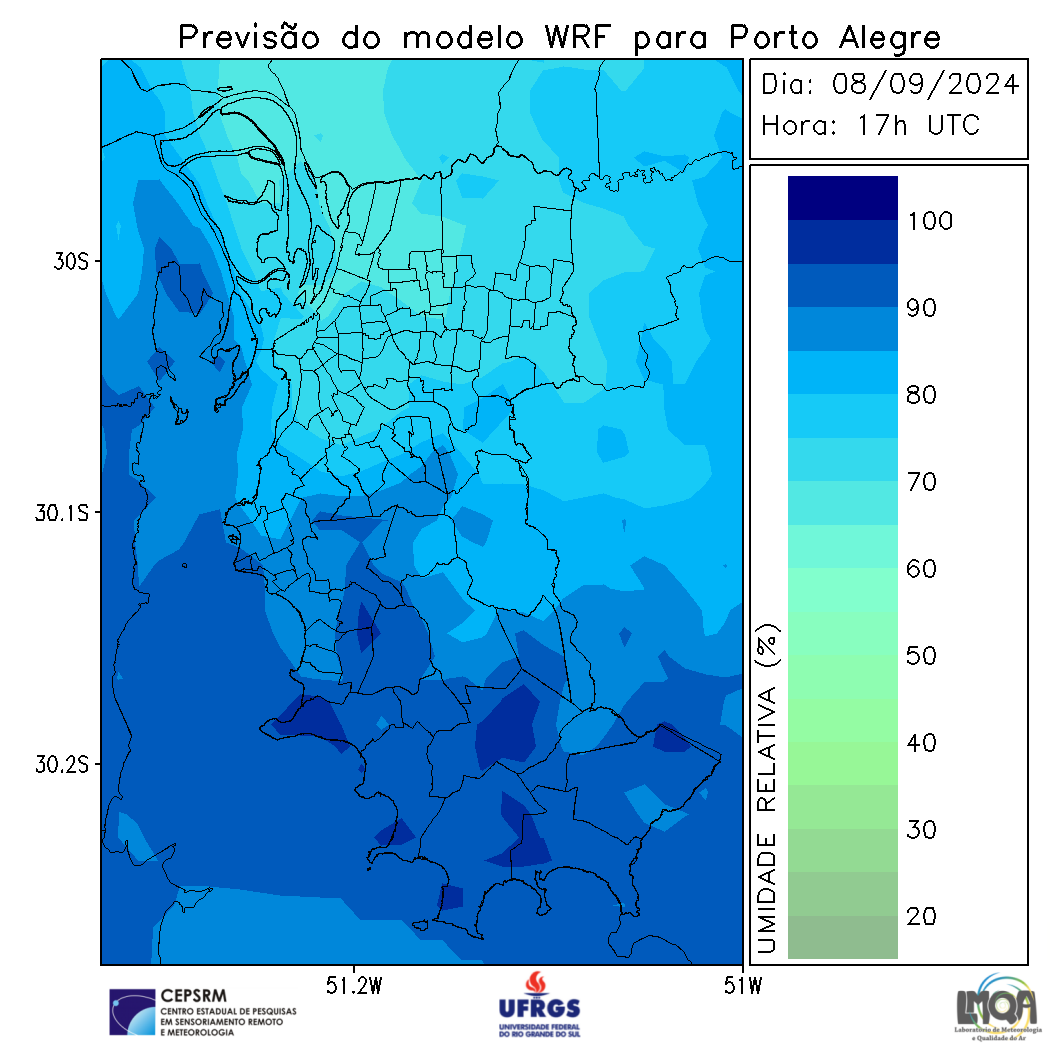 Previsão do modelo WRF para Porto Alegre
Dia: 08/09/2024
Hora: 17h UTC
100
90
80
70
60
50
40
30
20
UMIDADE RELATIVA (%)
30S
30.1S
30.2S
51.2W
51W
CEPSRM
CENTRO ESTADUAL DE PESQUISAS
EM SENSORIAMENTO REMOTO
E METEOROLOGIA
UFRGS
UNIVERSIDADE FEDERAL
DO RIO GRANDE DO SUL
LMQA
Laboratório de Meteorologia
e Qualidade do Ar